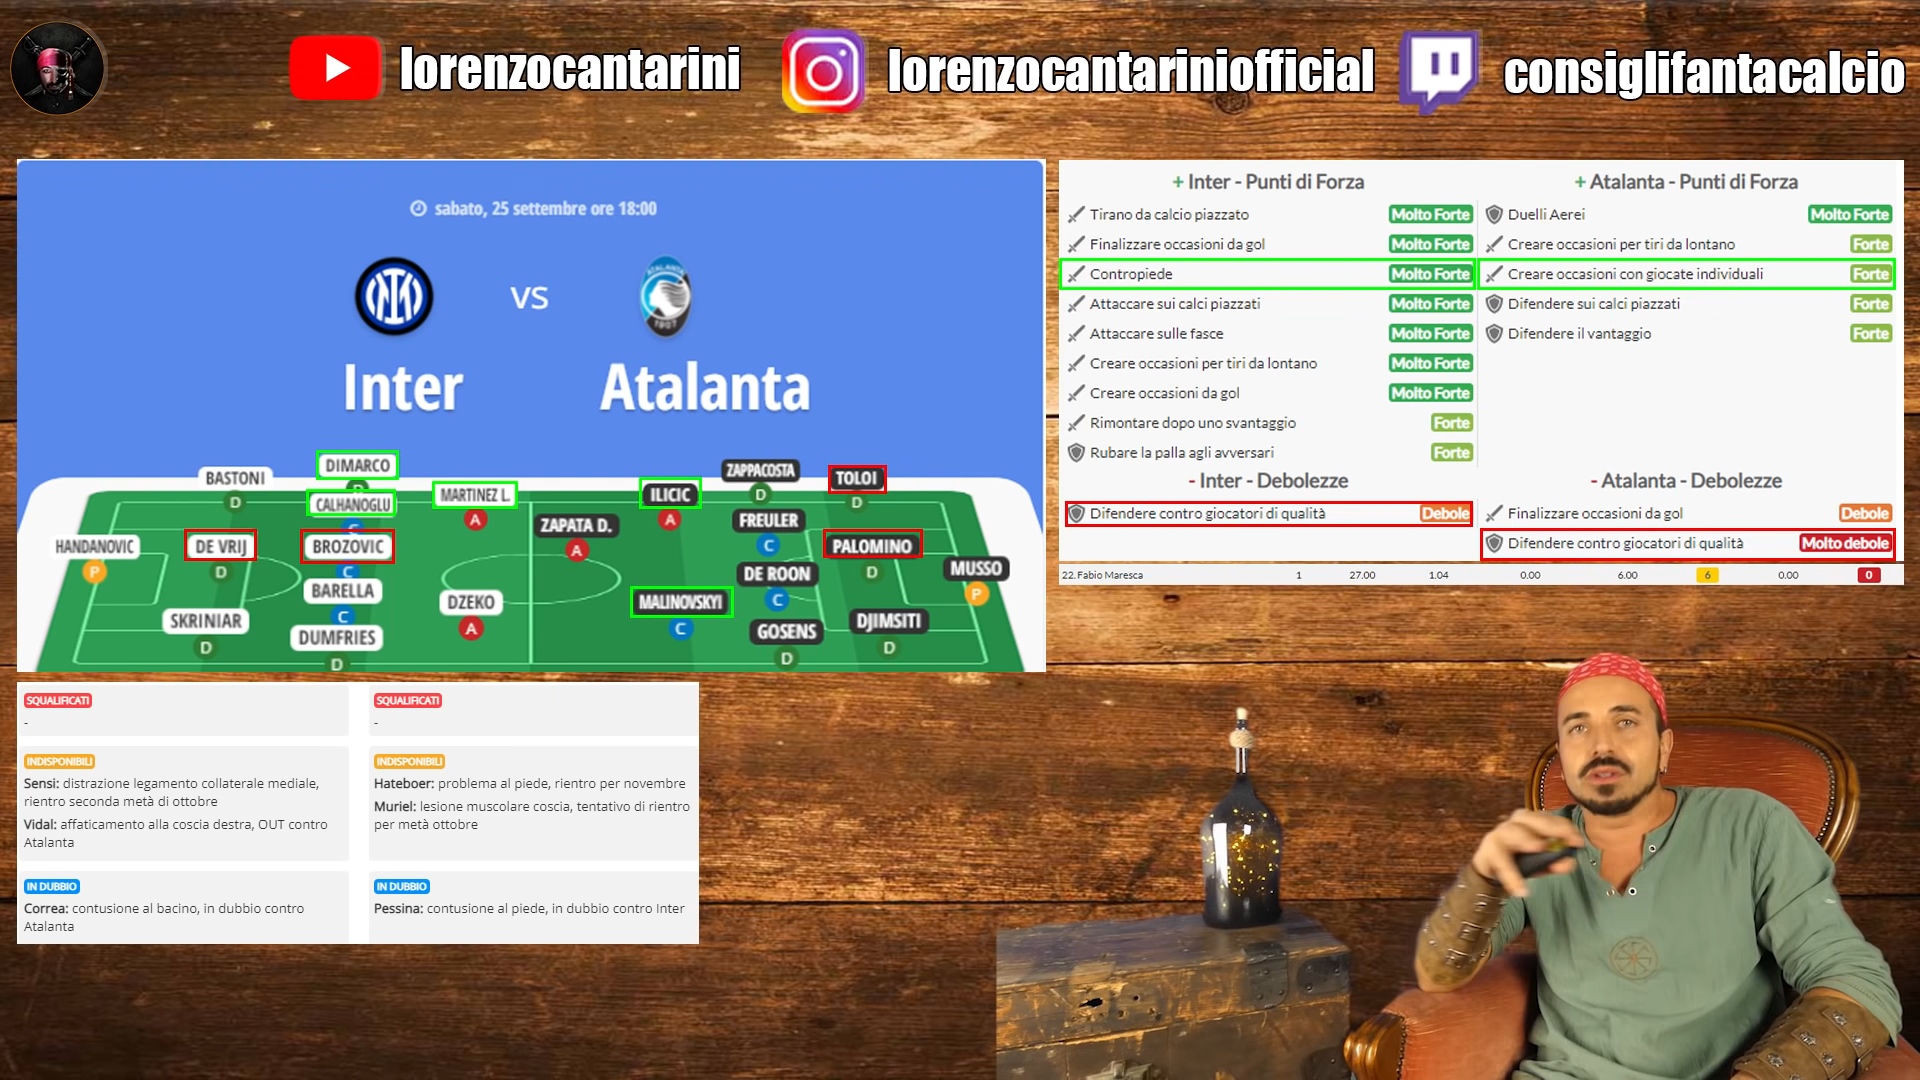 lorenzocantarini
lorenzocantariniofficial
consiglifantacalcio
sabato, 25 settembre ore 18:00
vs
Inter
Atalanta
BASTONI
D
DIMARCO
CALHANOGLU
MARTINEZ L.
A
ILICIC
A
ZAPPACOSTA
D
TOLOI
D
ZAPATA D.
A
FREULER
C
HANDANOVIC
P
DE VRIJ
D
BROZOVIC
C
PALOMINO
D
MUSSO
P
BARELLA
C
DE ROON
C
DZEKO
A
MALINOVSKYI
C
SKRINIAR
D
DUMFRIES
D
GOSENS
D
DJIMSITI
D
+ Inter - Punti di Forza
Tirano da calcio piazzato Molto Forte
Finalizzare occasioni da gol Molto Forte
Contropiede Molto Forte
Attaccare sui calci piazzati Molto Forte
Attaccare sulle fasce Molto Forte
Creare occasioni per tiri da lontano Molto Forte
Creare occasioni da gol Molto Forte
Rimontare dopo uno svantaggio Forte
Rubare la palla agli avversari Forte
- Inter - Debolezze
Difendere contro giocatori di qualità Debole
+ Atalanta - Punti di Forza
Duelli Aerei Molto Forte
Creare occasioni per tiri da lontano Forte
Creare occasioni con giocate individuali Forte
Difendere sui calci piazzati Forte
Difendere il vantaggio Forte
- Atalanta - Debolezze
Finalizzare occasioni da gol Debole
Difendere contro giocatori di qualità Molto debole
22. Fabio Maresca 1 27.00 1.04 0.00 6.00 6 0.00 0
SQUALIFICATI
-
INDISPONIBILI
Sensi: distrazione legamento collaterale mediale,
rientro seconda metà di ottobre
Vidal: affaticamento alla coscia destra, OUT contro
Atalanta
IN DUBBIO
Correa: contusione al bacino, in dubbio contro
Atalanta
SQUALIFICATI
-
INDISPONIBILI
Hateboer: problema al piede, rientro per novembre
Muriel: lesione muscolare coscia, tentativo di rientro
per metà ottobre
IN DUBBIO
Pessina: contusione al piede, in dubbio contro Inter